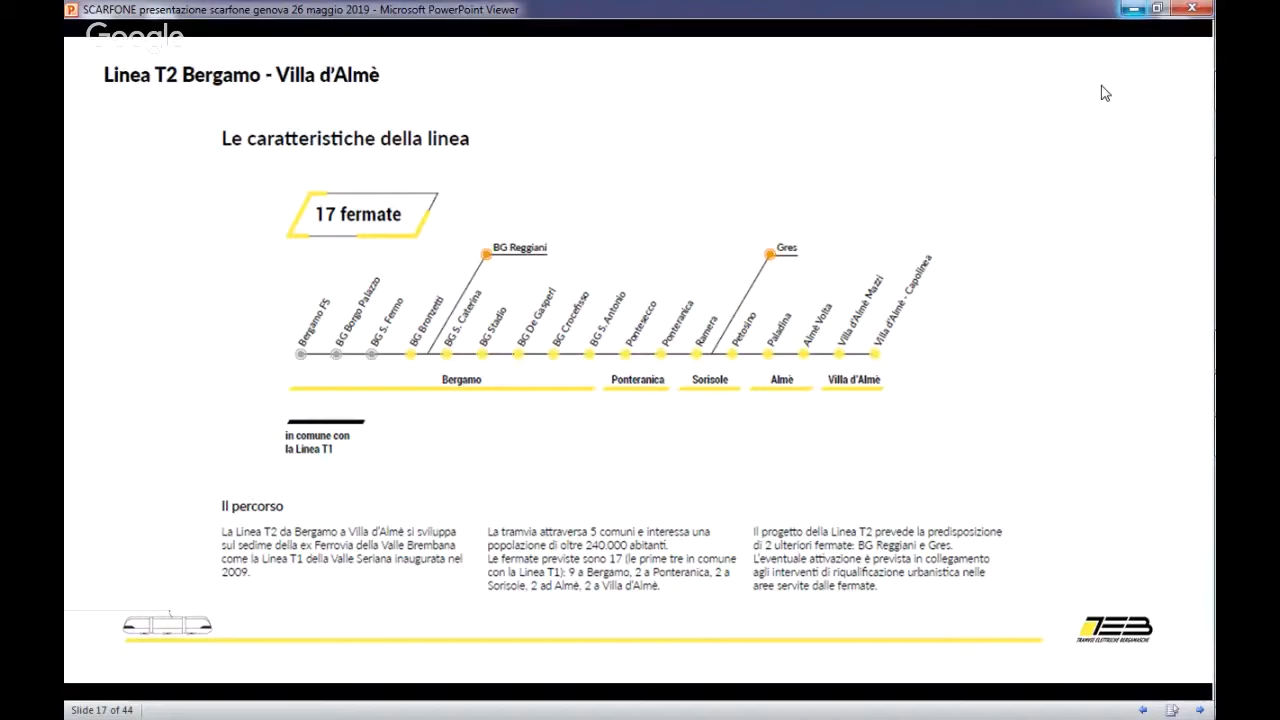 SCARFONE presentazione scarfone genova 26 maggio 2019 - Microsoft PowerPoint Viewer
Google
Linea T2 Bergamo - Villa d'Almè
Le caratteristiche della linea
17 fermate
BG Reggiani
Gres
Bergamo FS
BG Borgo Palazzo
BG S. Fermo
BG Bronzetti
BG S. Caterina
BG Stadio
BG De Gasperi
BG Crocefisso
BG S. Antonio
Pontesecco
Ponteranica
Ramera
Petosino
Paladina
Almè Volta
Villa d'Almè Mazzi
Villa d'Almè - Capolinea
Bergamo
Ponteranica
Sorisole
Almè
Villa d'Almè
in comune con
la Linea T1
Il percorso
La Linea T2 da Bergamo a Villa d'Almè si sviluppa
sul sedime della ex Ferrovia della Valle Brembana
come la Linea T1 della Valle Seriana inaugurata nel
2009.
La tramvia attraversa 5 comuni e interessa una
popolazione di oltre 240.000 abitanti.
Le fermate previste sono 17 (le prime tre in comune
con la Linea T1): 9 a Bergamo, 2 a Ponteranica, 2 a
Sorisole, 2 ad Almè, 2 a Villa d'Almè.
Il progetto della Linea T2 prevede la predisposizione
di 2 ulteriori fermate: BG Reggiani e Gres.
L'eventuale attivazione è prevista in collegamento
agli interventi di riqualificazione urbanistica nelle
aree servite dalle fermate.
TEB
TRAMVIE ELETTRICHE BERGAMASCHE
Slide 17 of 44